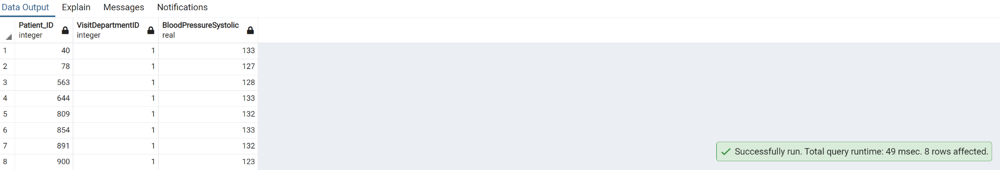 Data Output Explain Messages Notifications
Patient_ID VisitDepartmentID BloodPressureSystolic
integer integer real
1 40 1 133
2 78 1 127
3 563 1 128
4 644 1 133
5 809 1 132
6 854 1 133
7 891 1 132
8 900 1 123
Successfully run. Total query runtime: 49 msec. 8 rows affected.